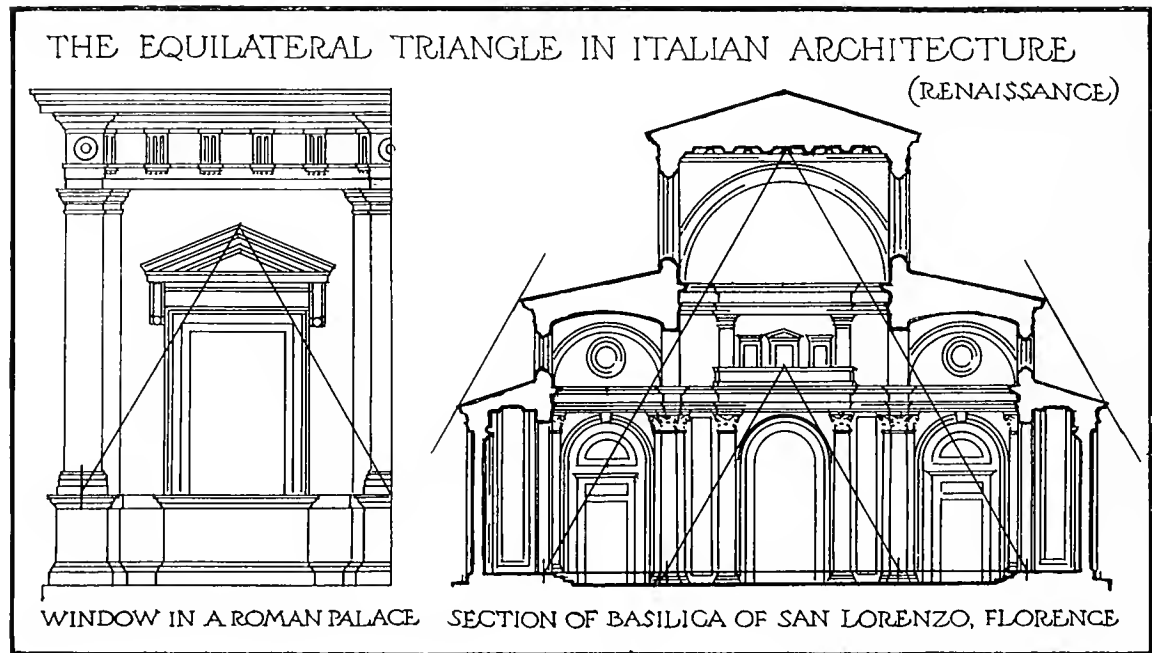 THE EQUILATERAL TRIANGLE IN ITALIAN ARCHITECTURE
(RENAISSANCE)
WINDOW IN A ROMAN PALACE
SECTION OF BASILICA OF SAN LORENZO, FLORENCE